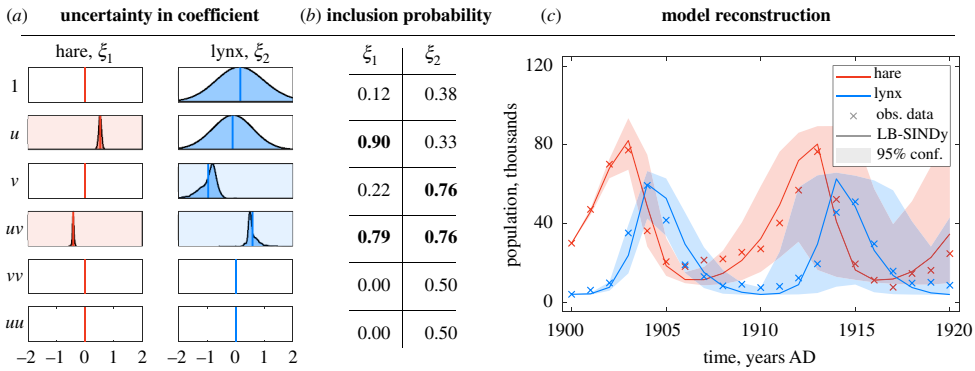 (a) uncertainty in coefficient
(b) inclusion probability
(c) model reconstruction
hare, ξ1
lynx, ξ2
1
u
v
uv
vv
uu
−2 −1 0 1 2
−2 −1 0 1 2
ξ1 ξ2
0.12 0.38
0.90 0.33
0.22 0.76
0.79 0.76
0.00 0.50
0.00 0.50
population, thousands
120
80
40
0
hare
lynx
obs. data
LB-SINDy
95% conf.
1900 1905 1910 1915 1920
time, years AD